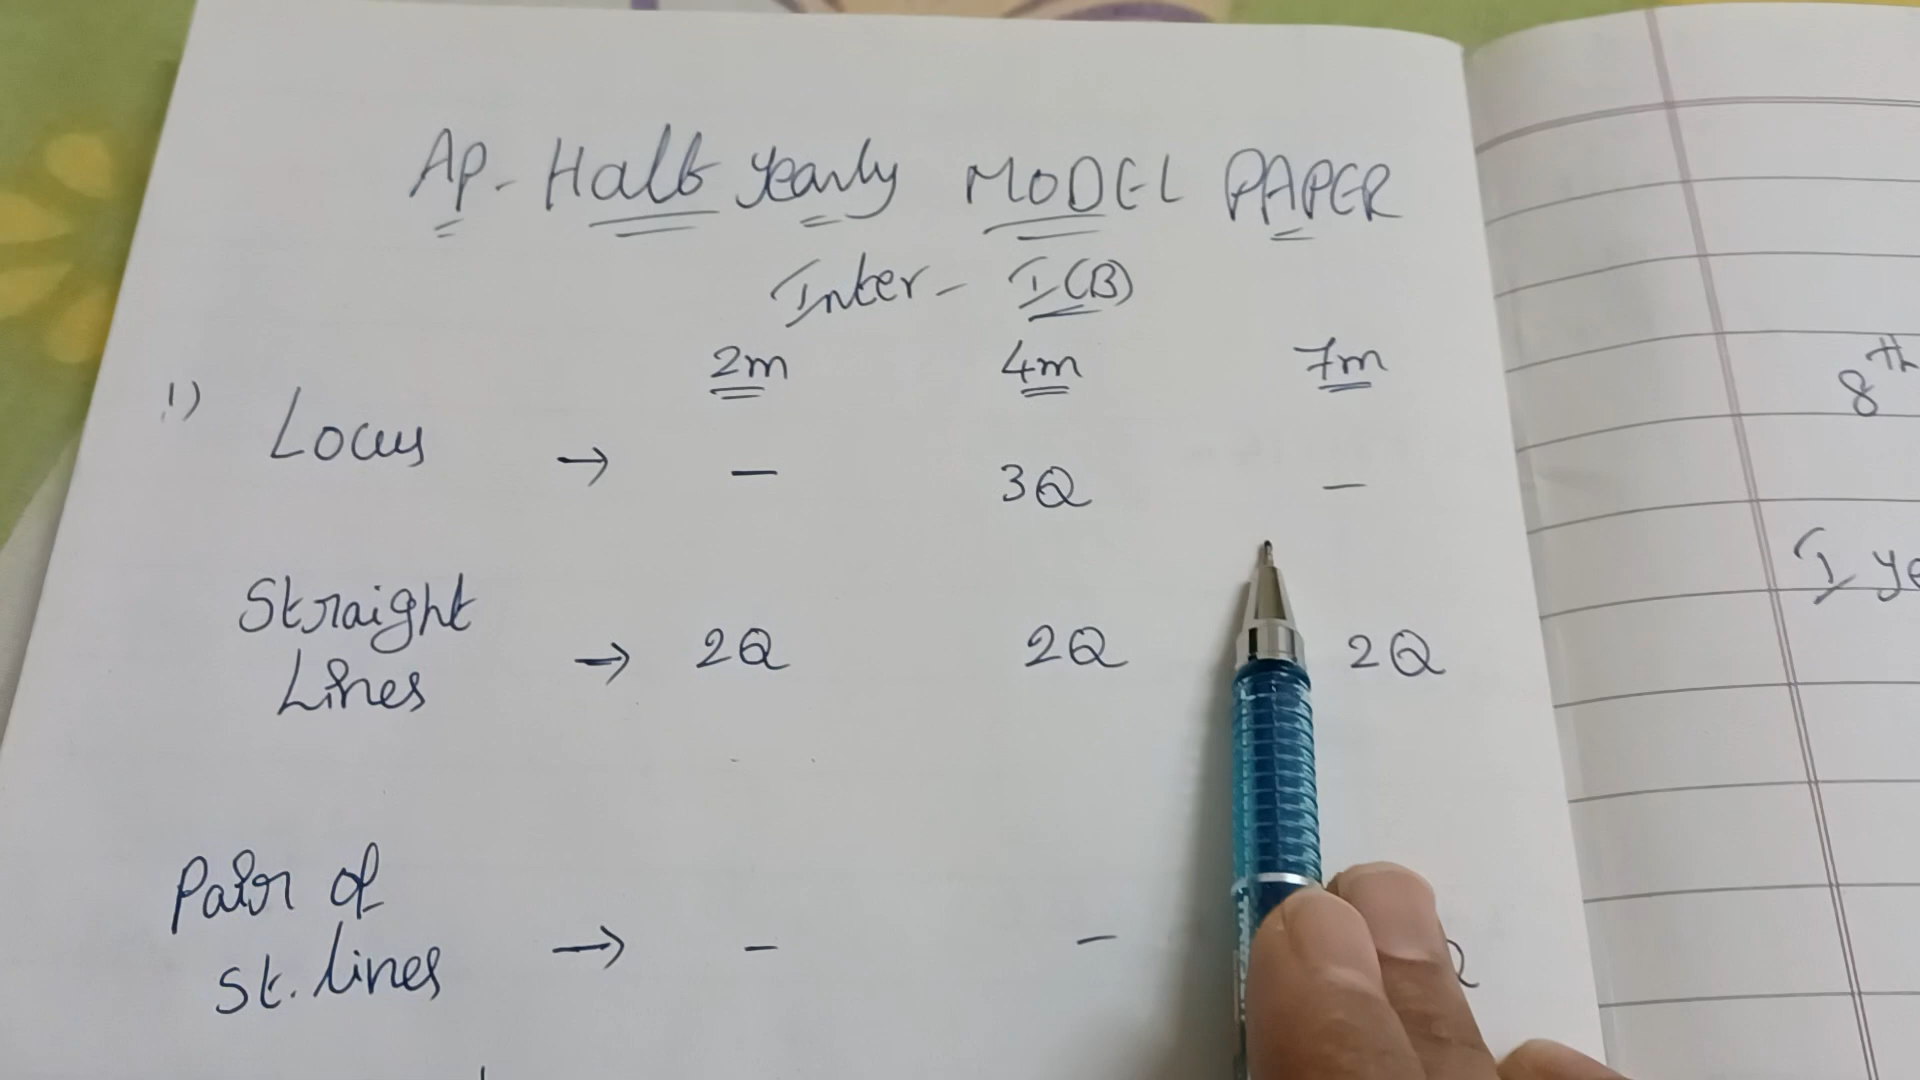 AP- Half yearly MODEL PAPER
Inter - I(B)
2m 4m 7m
1) Locus → - 3Q -
Straight
Lines → 2Q 2Q 2Q
Pair of
St. lines → - -
8th
I ye